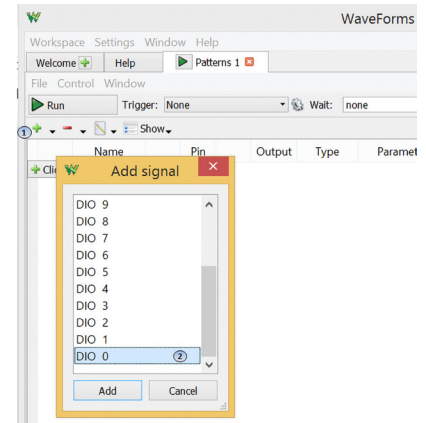 WaveForms
Workspace Settings Window Help
Welcome Help Patterns 1
File Control Window
Run Trigger: None Wait: none
1 Show
Name Pin Output Type Paramet
Clic
Add signal
DIO 9
DIO 8
DIO 7
DIO 6
DIO 5
DIO 4
DIO 3
DIO 2
DIO 1
DIO 0 2
Add Cancel